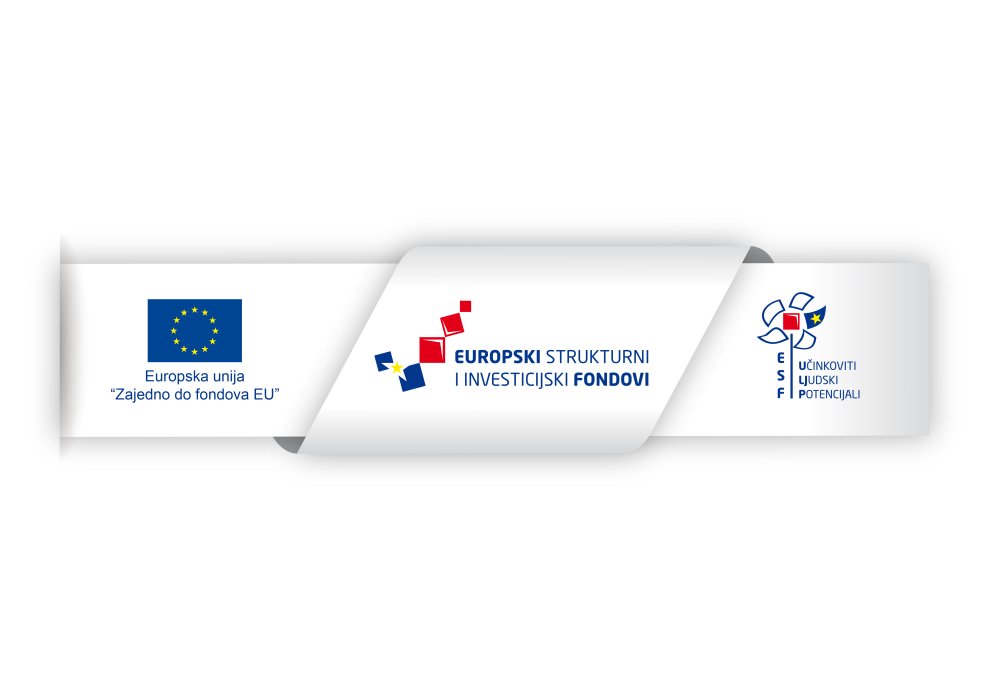 Europska unija
“Zajedno do fondova EU”
EUROPSKI STRUKTURNI
I INVESTICIJSKI FONDOVI
E
S
F
UČINKOVITI
LJUDSKI
POTENCIJALI